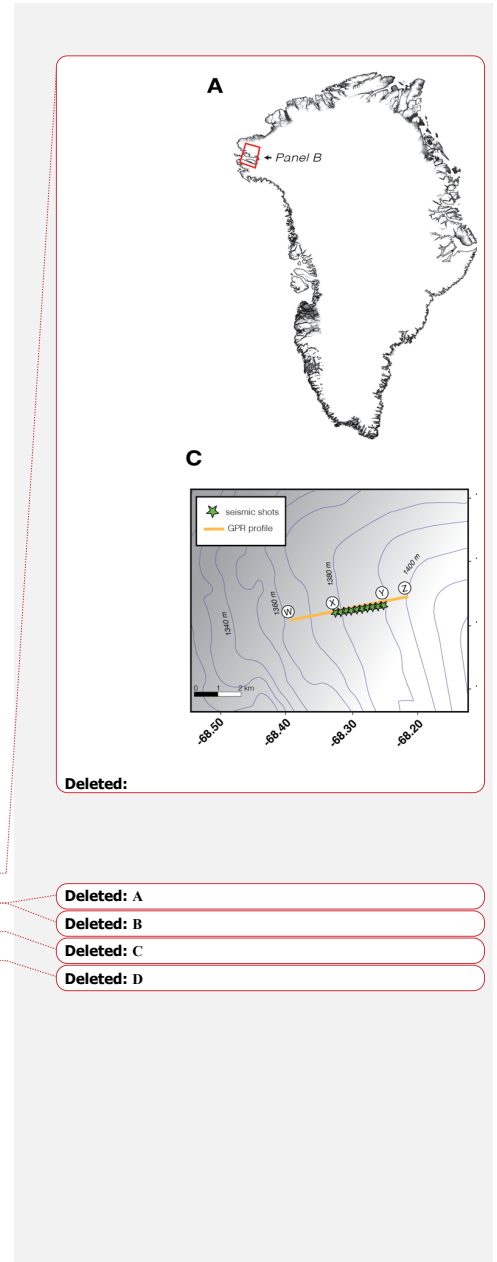 A
← Panel B
C
seismic shots
GPR profile
1340 m
1360 m
1380 m
1400 m
W
X
Y
Z
0 1 2 km
-68.50
-68.40
-68.30
-68.20
Deleted:
Deleted: A
Deleted: B
Deleted: C
Deleted: D